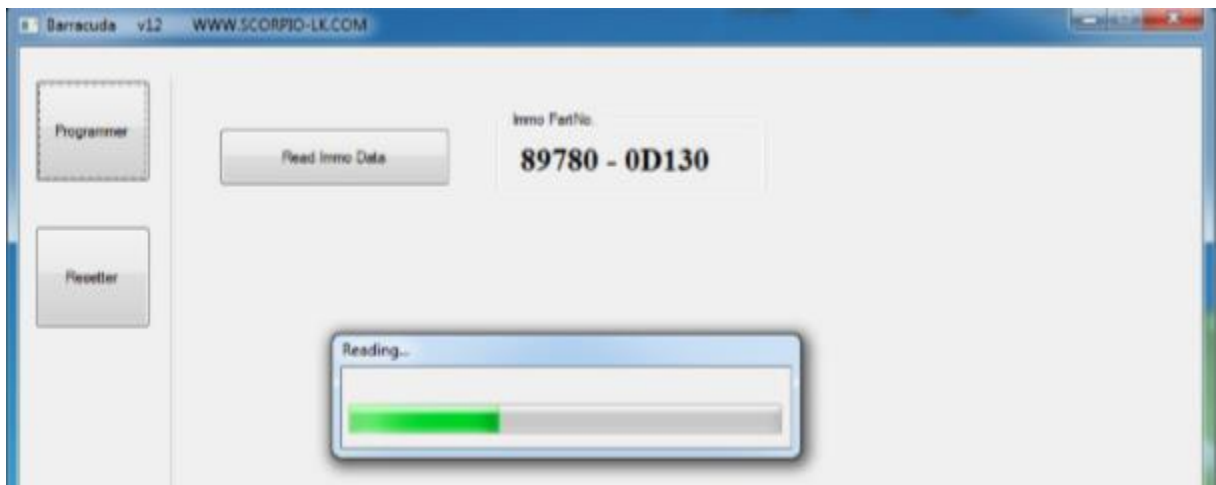 Barracuda v12 WWW.SCORPIO-LK.COM
Programmer
Read Immo Data
Immo PartNo.
89780 - 0D130
Resetter
Reading...